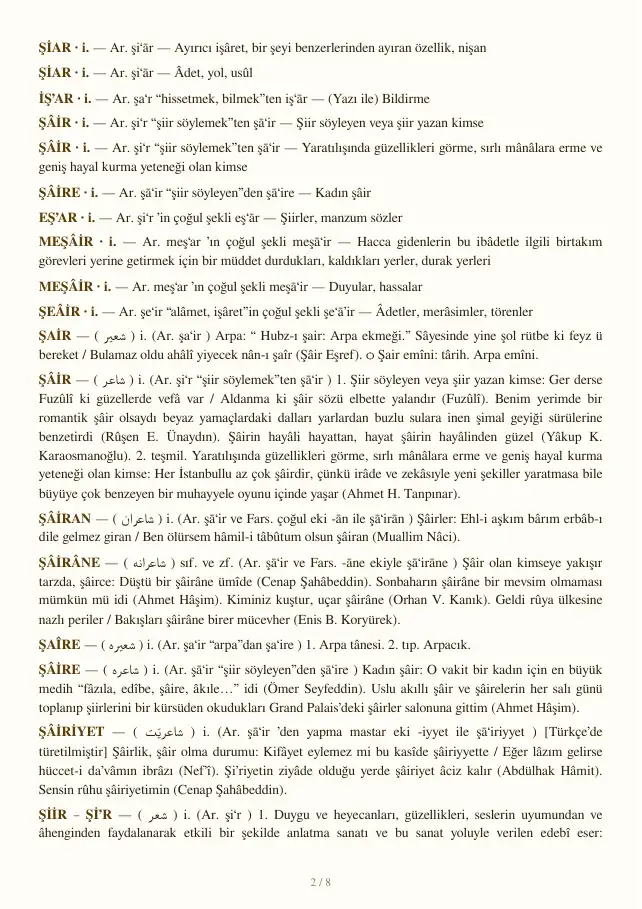 ŞİAR · i. — Ar. şi‘ār — Ayırıcı işâret, bir şeyi benzerlerinden ayıran özellik, nişan
ŞİAR · i. — Ar. şi‘ār — Âdet, yol, usûl
İŞ’AR · i. — Ar. şa‘r “hissetmek, bilmek”ten iş‘ār — (Yazı ile) Bildirme
ŞÂİR · i. — Ar. şi‘r “şiir söylemek”ten şā‘ir — Şiir söyleyen veya şiir yazan kimse
ŞÂİR · i. — Ar. şi‘r “şiir söylemek”ten şā‘ir — Yaratılışında güzellikleri görme, sırlı mânâlara erme ve
geniş hayal kurma yeteneği olan kimse
ŞÂİRE · i. — Ar. şā‘ir “şiir söyleyen”den şā‘ire — Kadın şâir
EŞ’AR · i. — Ar. şi‘r ’in çoğul şekli eş‘ār — Şiirler, manzum sözler
MEŞÂİR · i. — Ar. meş‘ar ’ın çoğul şekli meşā‘ir — Hacca gidenlerin bu ibâdetle ilgili birtakım
görevleri yerine getirmek için bir müddet durdukları, kaldıkları yerler, durak yerleri
MEŞÂİR · i. — Ar. meş‘ar ’ın çoğul şekli meşā‘ir — Duyular, hassalar
ŞEÂİR · i. — Ar. şe‘ir “alâmet, işâret”in çoğul şekli şe‘ā’ir — Âdetler, merâsimler, törenler
ŞAİR — ( شعير ) i. (Ar. şa‘ir ) Arpa: “ Hubz-ı şair: Arpa ekmeği.” Sâyesinde yine şol rütbe ki feyz ü
bereket / Bulamaz oldu ahâlî yiyecek nân-ı şaîr (Şâir Eşref). ѻ Şair emîni: târih. Arpa emîni.
ŞÂİR — ( شاعر ) i. (Ar. şi‘r “şiir söylemek”ten şā‘ir ) 1. Şiir söyleyen veya şiir yazan kimse: Ger derse
Fuzûlî ki güzellerde vefâ var / Aldanma ki şâir sözü elbette yalandır (Fuzûlî). Benim yerimde bir
romantik şâir olsaydı beyaz yamaçlardaki dalları yarlardan buzlu sulara inen şimal geyiği sürülerine
benzetirdi (Rûşen E. Ünaydın). Şâirin hayâli hayattan, hayat şâirin hayâlinden güzel (Yâkup K.
Karaosmanoğlu). 2. teşmil. Yaratılışında güzellikleri görme, sırlı mânâlara erme ve geniş hayal kurma
yeteneği olan kimse: Her İstanbullu az çok şâirdir, çünkü irâde ve zekâsıyle yeni şekiller yaratmasa bile
büyüye çok benzeyen bir muhayyele oyunu içinde yaşar (Ahmet H. Tanpınar).
ŞÂİRAN — ( شاعران ) i. (Ar. şā‘ir ve Fars. çoğul eki -ān ile şā‘irān ) Şâirler: Ehl-i aşkım bârım erbâb-ı
dile gelmez giran / Ben ölürsem hâmil-i tâbûtum olsun şâiran (Muallim Nâci).
ŞÂİRÂNE — ( شاعرانه ) sıf. ve zf. (Ar. şā‘ir ve Fars. -āne ekiyle şā‘irāne ) Şâir olan kimseye yakışır
tarzda, şâirce: Düştü bir şâirâne ümîde (Cenap Şahâbeddin). Sonbaharın şâirâne bir mevsim olmaması
mümkün mü idi (Ahmet Hâşim). Kiminiz kuştur, uçar şâirâne (Orhan V. Kanık). Geldi rûya ülkesine
nazlı periler / Bakışları şâirâne birer mücevher (Enis B. Koryürek).
ŞAÎRE — ( شعيره ) i. (Ar. şa‘ir “arpa”dan şa‘ire ) 1. Arpa tânesi. 2. tıp. Arpacık.
ŞÂİRE — ( شاعره ) i. (Ar. şā‘ir “şiir söyleyen”den şā‘ire ) Kadın şâir: O vakit bir kadın için en büyük
medih “fâzıla, edîbe, şâire, âkıle…” idi (Ömer Seyfeddin). Uslu akıllı şâir ve şâirelerin her salı günü
toplanıp şiirlerini bir kürsüden okudukları Grand Palais’deki şâirler salonuna gittim (Ahmet Hâşim).
ŞÂİRİYET — ( شاعريّت ) i. (Ar. şā‘ir ’den yapma mastar eki -iyyet ile şā‘iriyyet ) [Türkçe’de
türetilmiştir] Şâirlik, şâir olma durumu: Kifâyet eylemez mi bu kasîde şâiriyyette / Eğer lâzım gelirse
hüccet-i da’vâmın ibrâzı (Nef’î). Şi’riyetin ziyâde olduğu yerde şâiriyet âciz kalır (Abdülhak Hâmit).
Sensin rûhu şâiriyetimin (Cenap Şahâbeddin).
ŞİİR – Şİ’R — ( شعر ) i. (Ar. şi‘r ) 1. Duygu ve heyecanları, güzellikleri, seslerin uyumundan ve
âhenginden faydalanarak etkili bir şekilde anlatma sanatı ve bu sanat yoluyle verilen edebî eser:
2 / 8